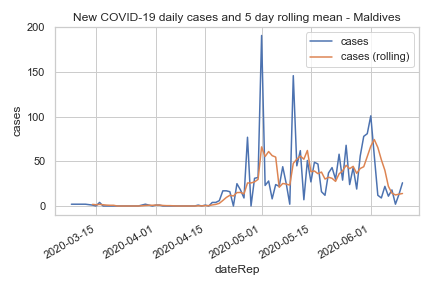 New COVID-19 daily cases and 5 day rolling mean - Maldives
200
150
100
50
0
cases
cases
cases (rolling)
2020-03-15
2020-04-01
2020-04-15
2020-05-01
2020-05-15
2020-06-01
dateRep